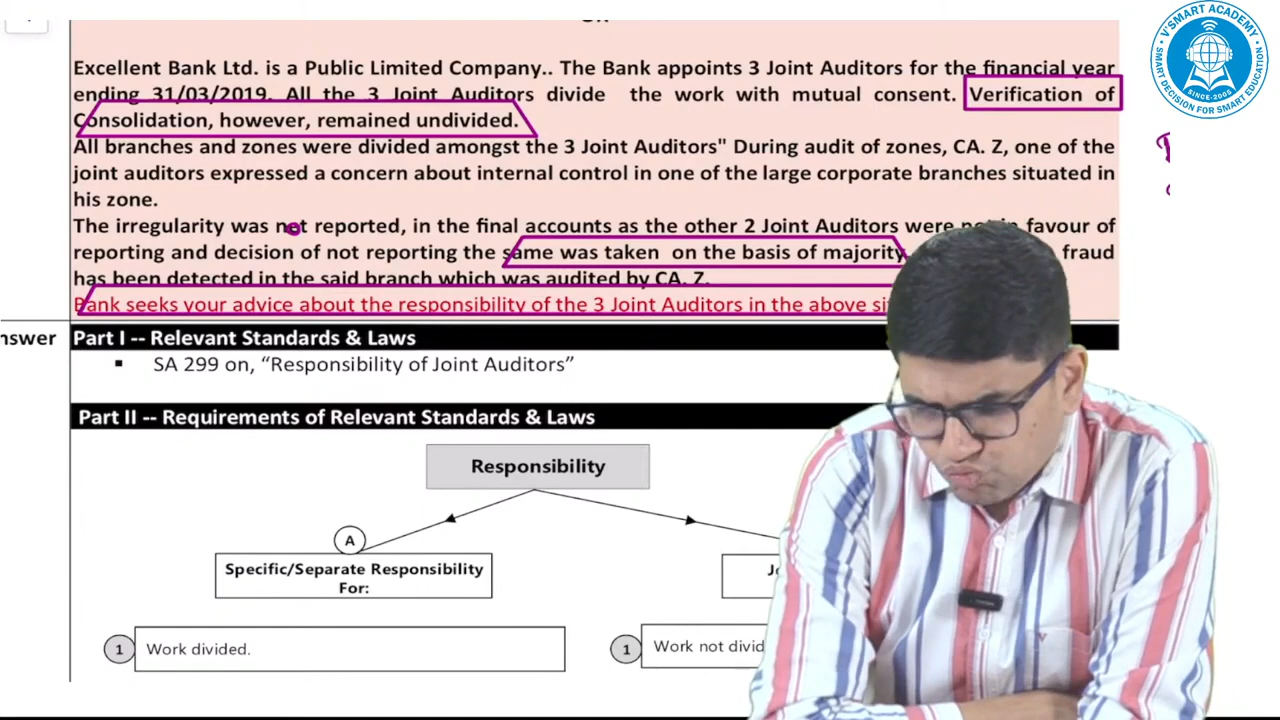 V'SMART ACADEMY
SMART DECISION FOR SMART EDUCATION
SINCE-2005
Excellent Bank Ltd. is a Public Limited Company.. The Bank appoints 3 Joint Auditors for the financial year
ending 31/03/2019. All the 3 Joint Auditors divide the work with mutual consent. Verification of
Consolidation, however, remained undivided.
All branches and zones were divided amongst the 3 Joint Auditors" During audit of zones, CA. Z, one of the
joint auditors expressed a concern about internal control in one of the large corporate branches situated in
his zone.
The irregularity was not reported, in the final accounts as the other 2 Joint Auditors were not in favour of
reporting and decision of not reporting the same was taken on the basis of majority fraud
has been detected in the said branch which was audited by CA. Z.
Bank seeks your advice about the responsibility of the 3 Joint Auditors in the above
nswer
Part I -- Relevant Standards & Laws
▪ SA 299 on, “Responsibility of Joint Auditors”
Part II -- Requirements of Relevant Standards & Laws
Responsibility
A
Specific/Separate Responsibility
For:
1 Work divided.
1 Work not divid